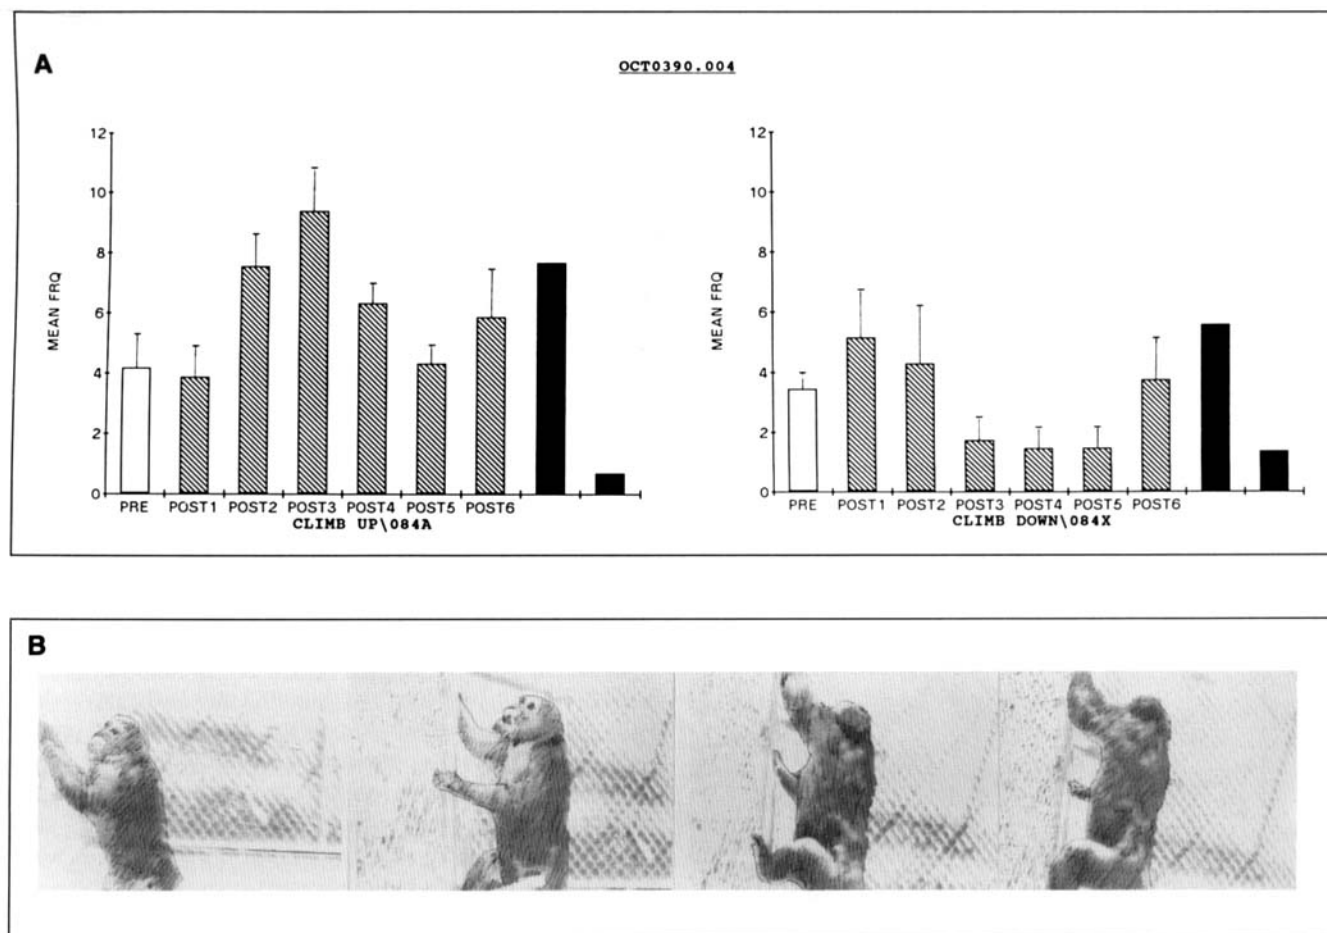 A
OCT0390.004
12
10
8
6
4
2
0
MEAN FRQ
PRE POST1 POST2 POST3 POST4 POST5 POST6
CLIMB UP\084A
12
10
8
6
4
2
0
MEAN FRQ
PRE POST1 POST2 POST3 POST4 POST5 POST6
CLIMB DOWN\084X
B